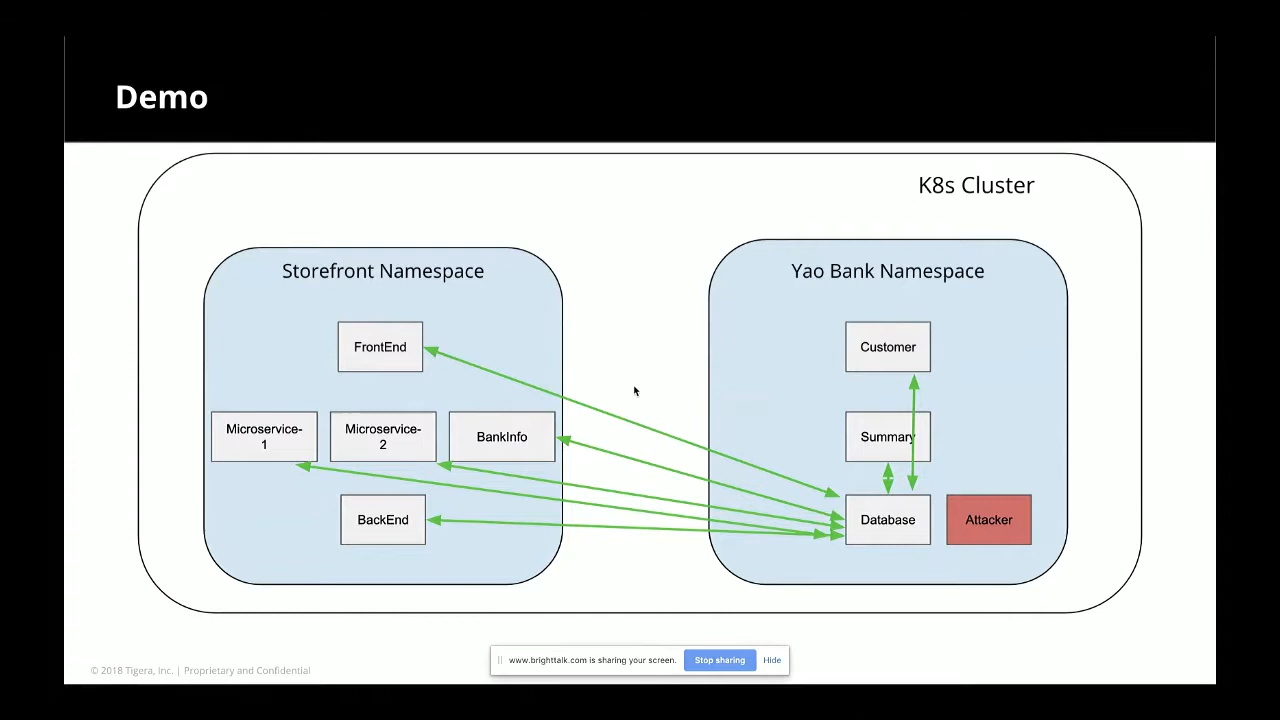 Demo
K8s Cluster
Storefront Namespace
Yao Bank Namespace
FrontEnd
Customer
Microservice-
1
Microservice-
2
BankInfo
Summary
BackEnd
Database
Attacker
© 2018 Tigera, Inc. | Proprietary and Confidential
www.brighttalk.com is sharing your screen.
Stop sharing
Hide